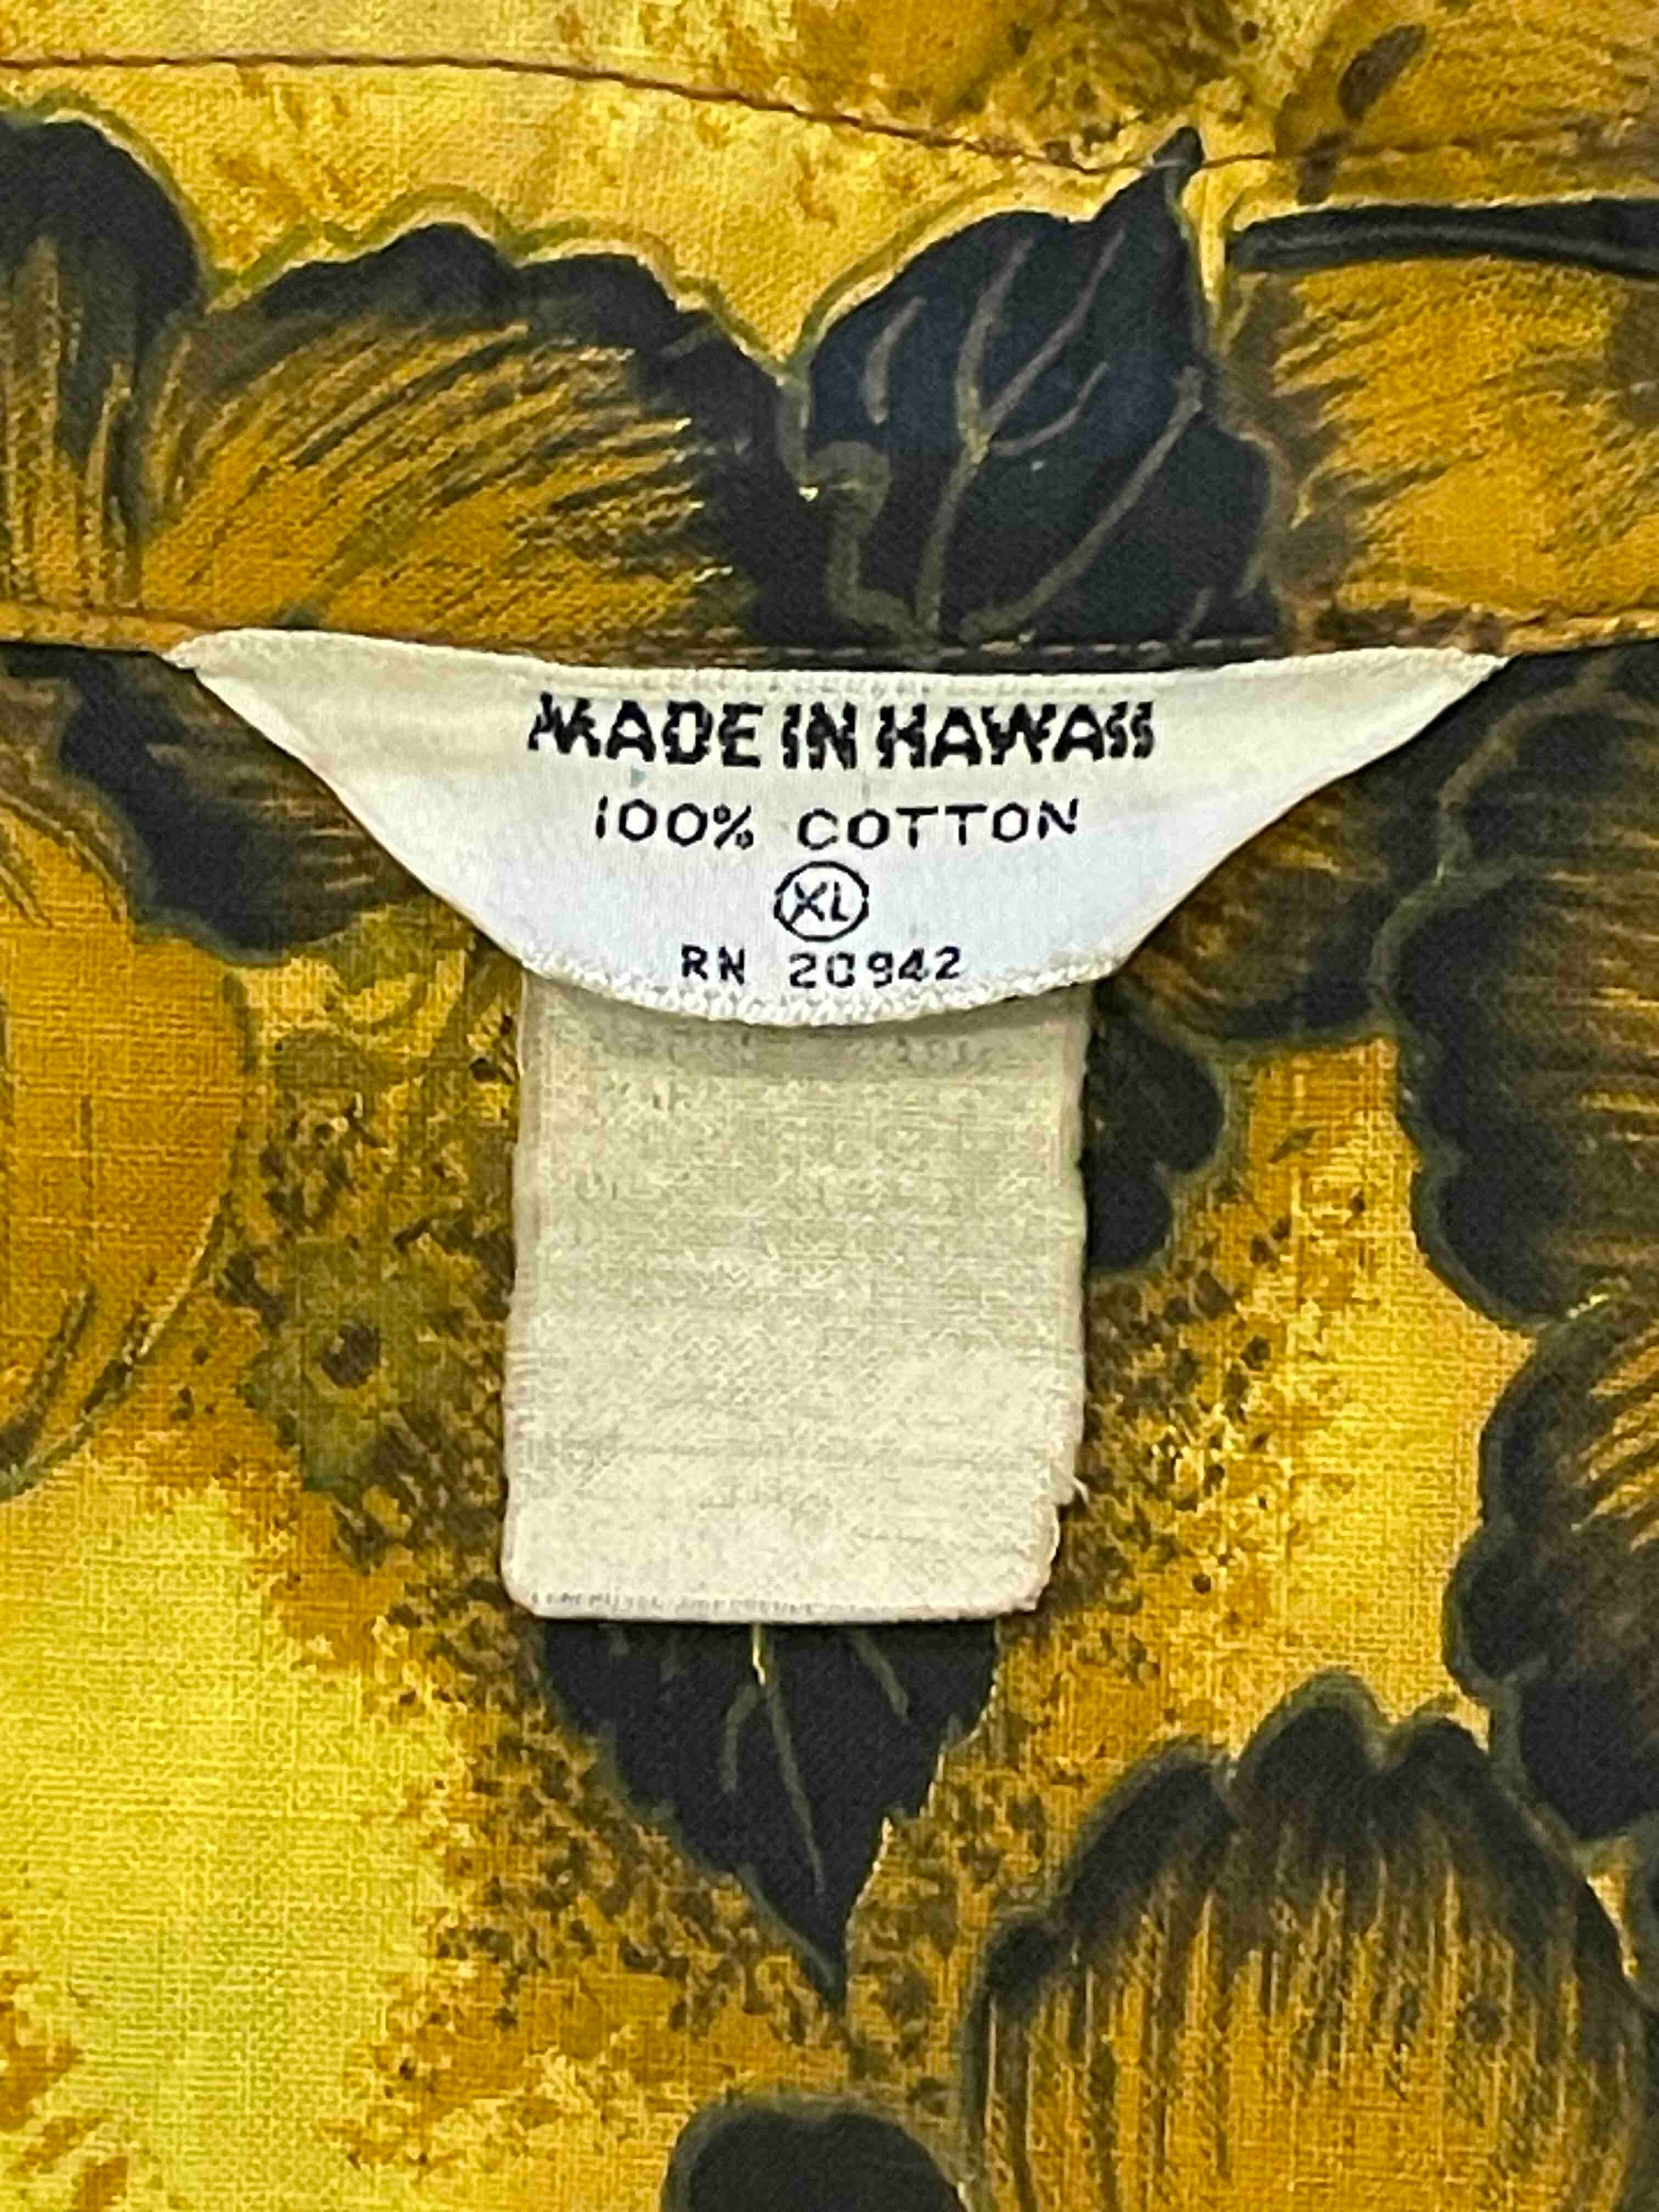 MADE IN HAWAII
100% COTTON
XL
RN 20942